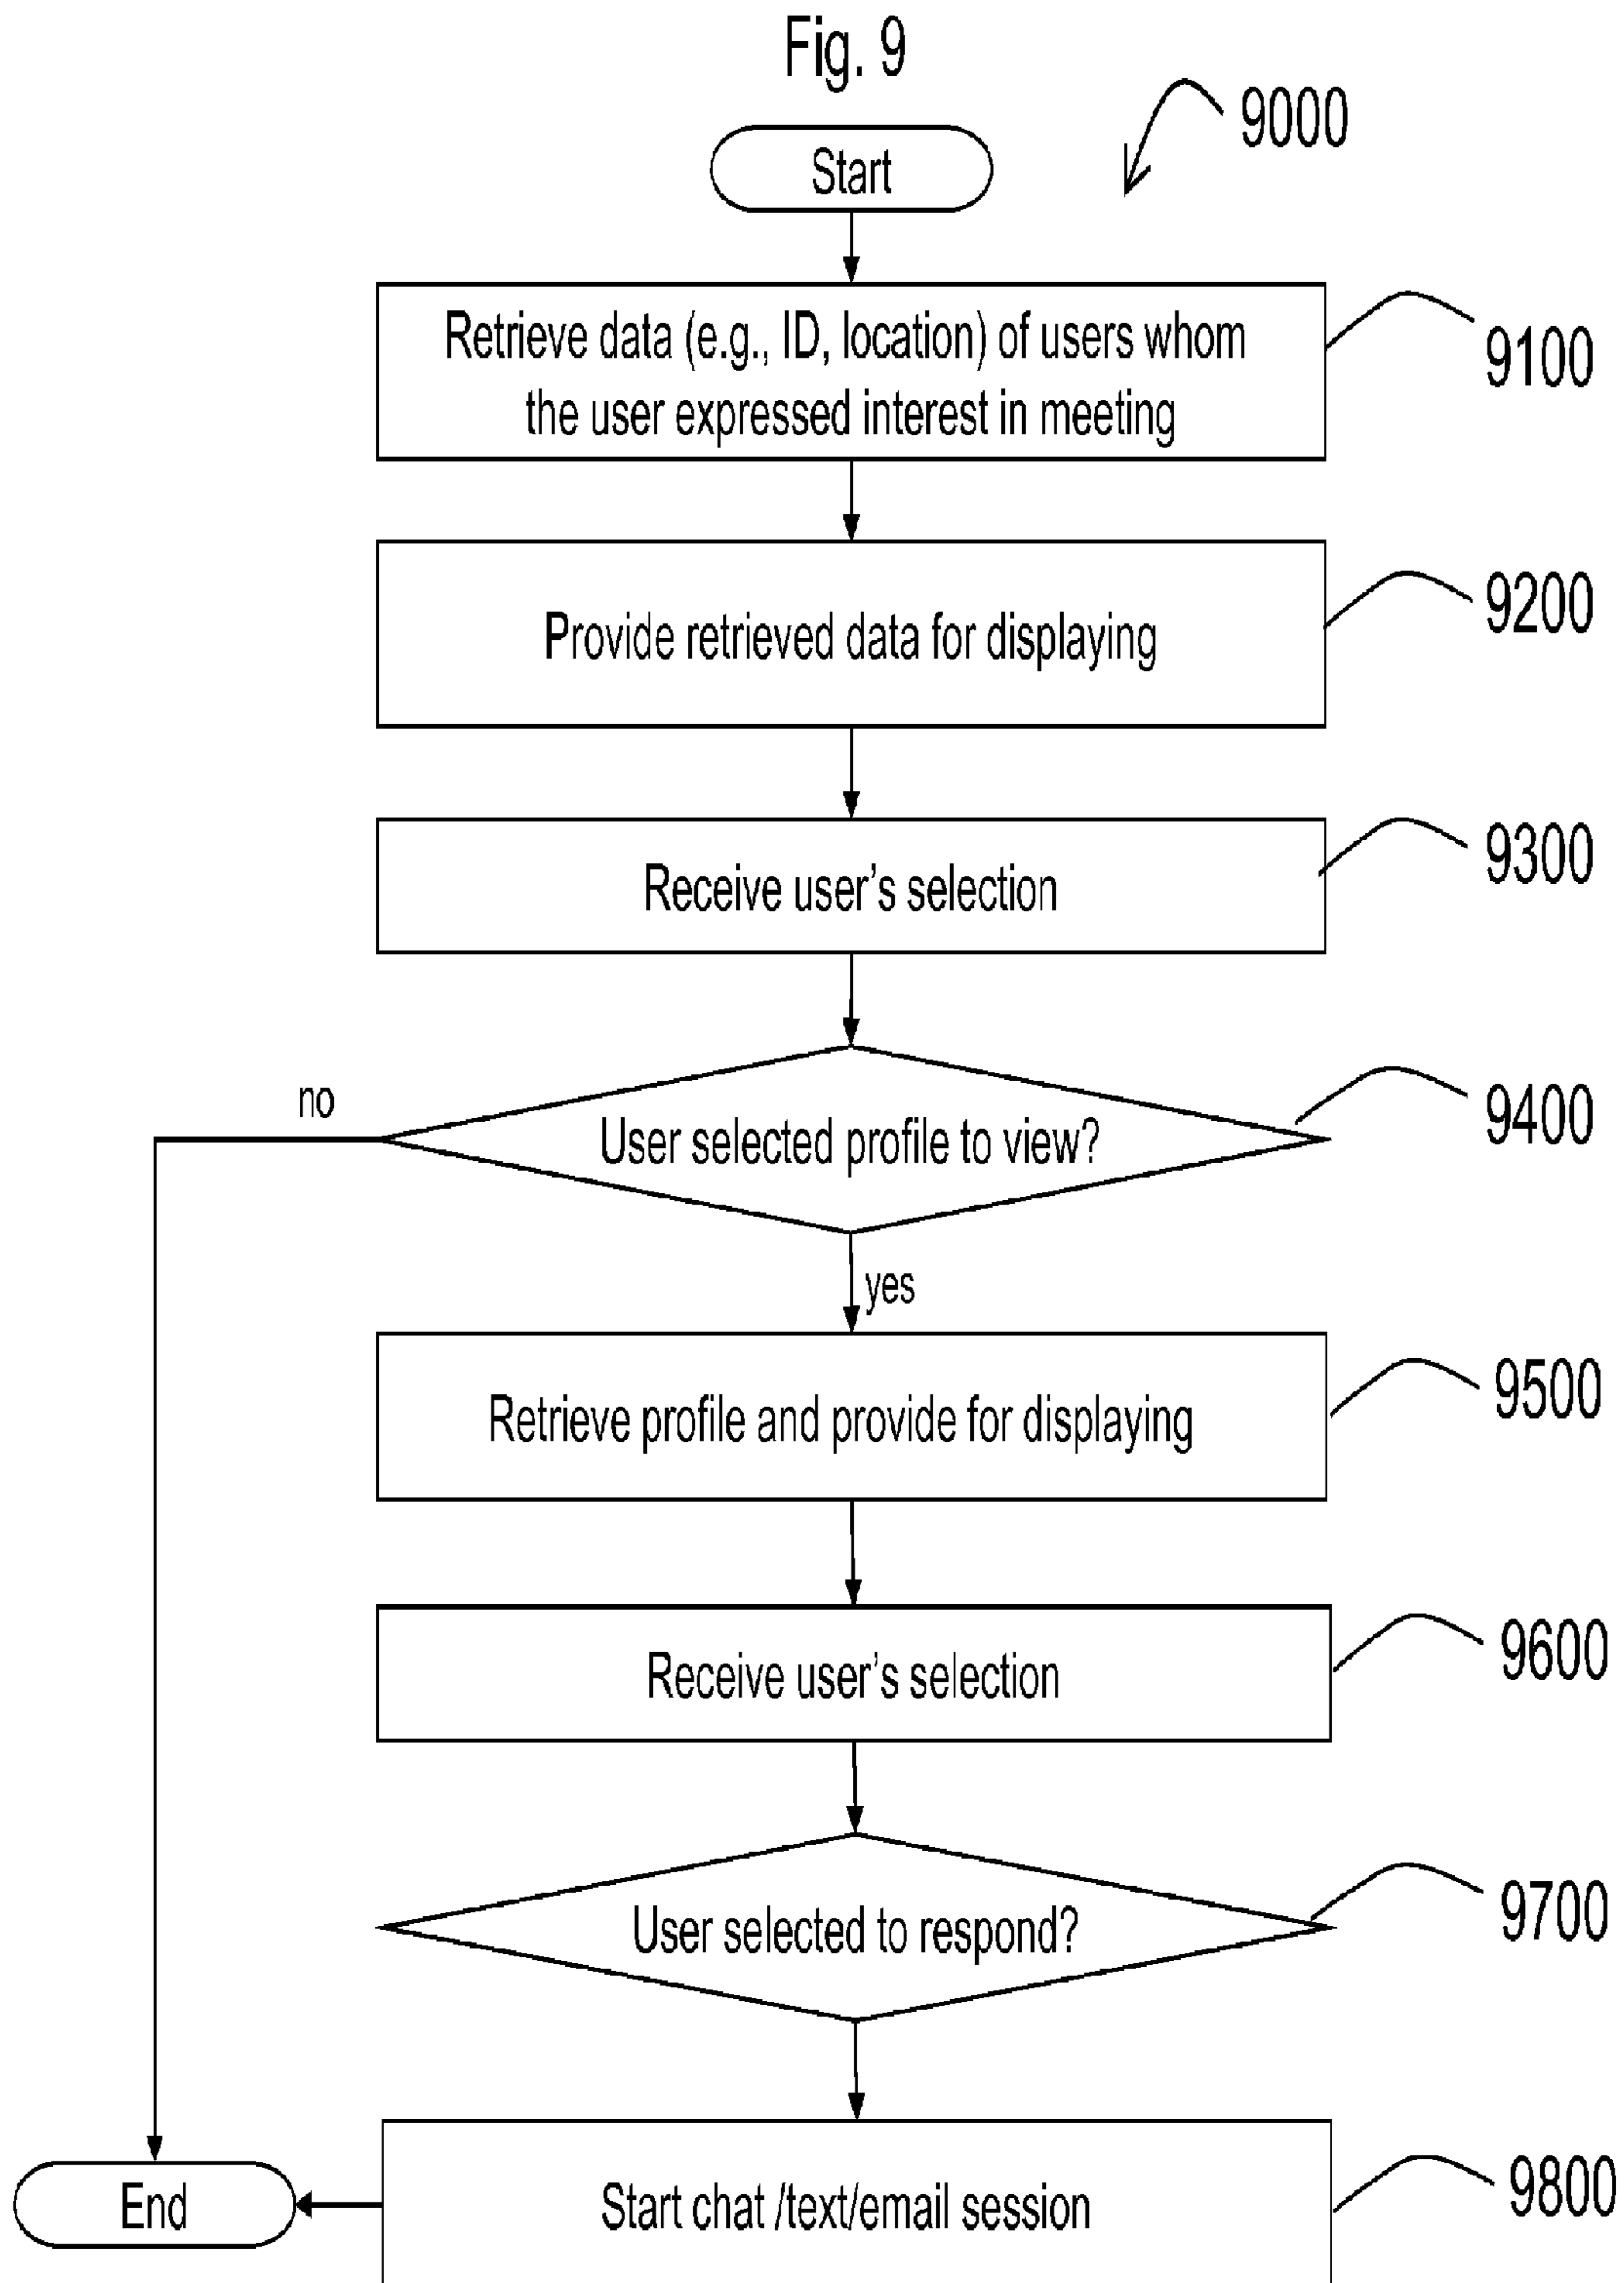 Fig. 9
9000
Start
Retrieve data (e.g., ID, location) of users whom
the user expressed interest in meeting
9100
Provide retrieved data for displaying
9200
Receive user’s selection
9300
User selected profile to view?
9400
no
yes
Retrieve profile and provide for displaying
9500
Receive user’s selection
9600
User selected to respond?
9700
Start chat /text/email session
9800
End